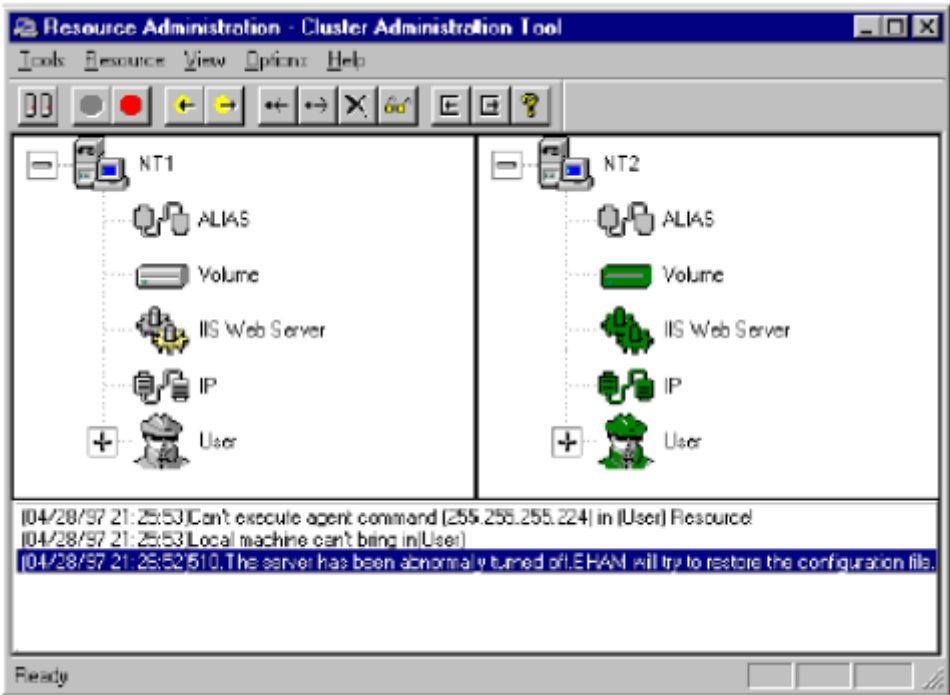 Resource Administration - Cluster Administration Tool
Tools Resource View Options Help
NT1
ALIAS
Volume
IIS Web Server
IP
User
NT2
ALIAS
Volume
IIS Web Server
IP
User
(04/28/97 21:25:53)Can't execute agent command (255.255.255.224) in (User) Resource!
(04/28/97 21:25:53)Local machine can't bring in(User)
(04/28/97 21:26:52)510.The server has been abnormally turned off.EHAM will try to restore the configuration file.
Ready